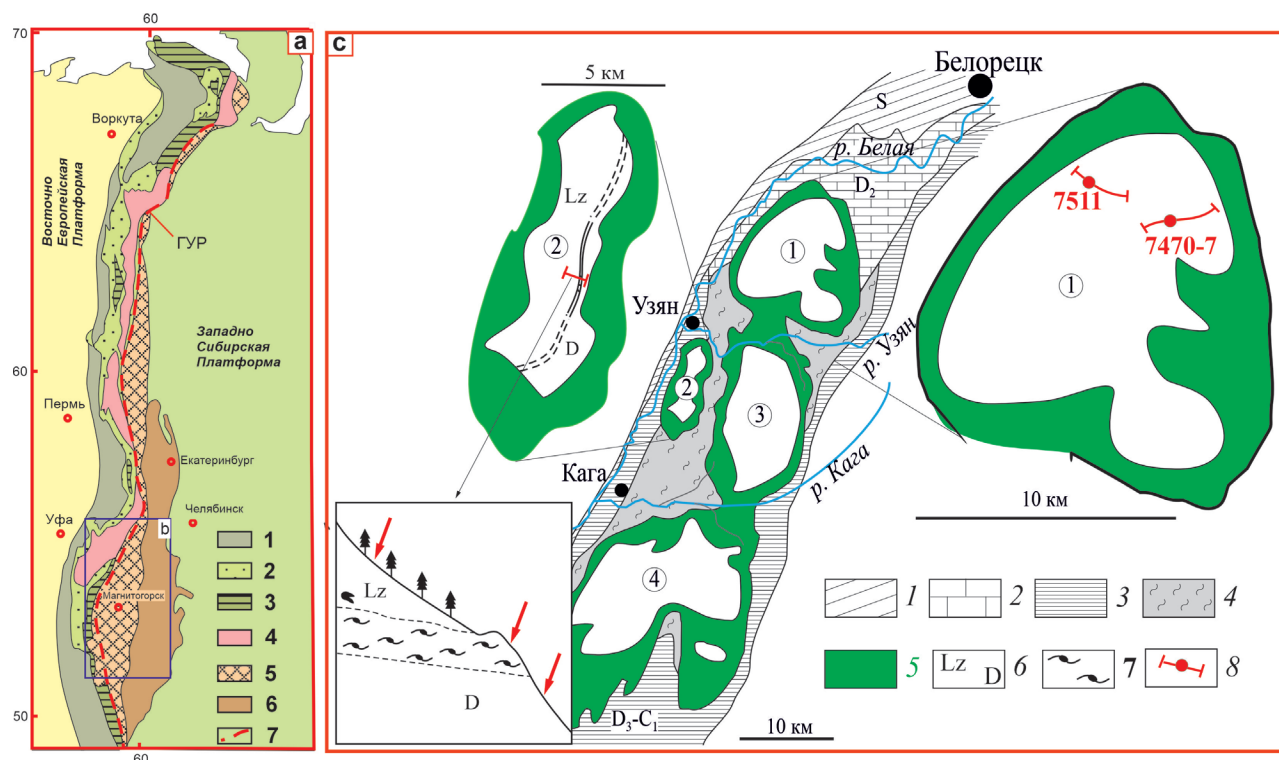 60
70
a
Воркута
Восточно
Европейская
Платформа
ГУР
Западно
Сибирская
Платформа
60
Пермь
Екатеринбург
Уфа
Челябинск
b
Магнитогорск
1
2
3
4
5
6
7
50
60
c
5 км
Lz
2
D
Белорецк
S
р. Белая
D2
1
Узян
р. Узян
2
3
Кага
р. Кага
4
D3-C1
10 км
7511
7470-7
1
10 км
Lz
D
1
2
3
4
5
Lz
D
6
7
8